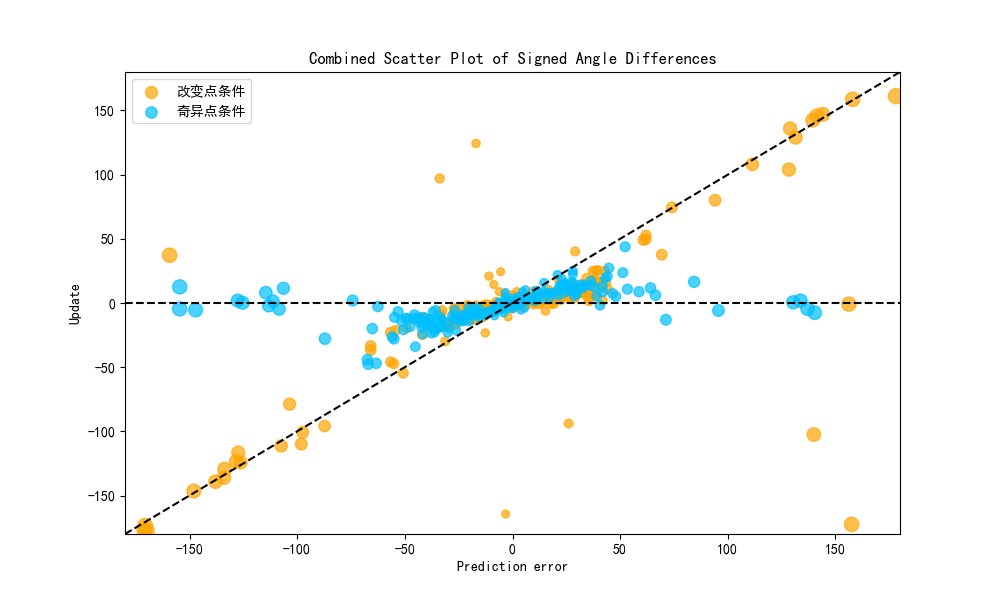 Combined Scatter Plot of Signed Angle Differences
改变点条件
奇异点条件
Update
150
100
50
0
−50
−100
−150
−150
−100
−50
0
50
100
150
Prediction error